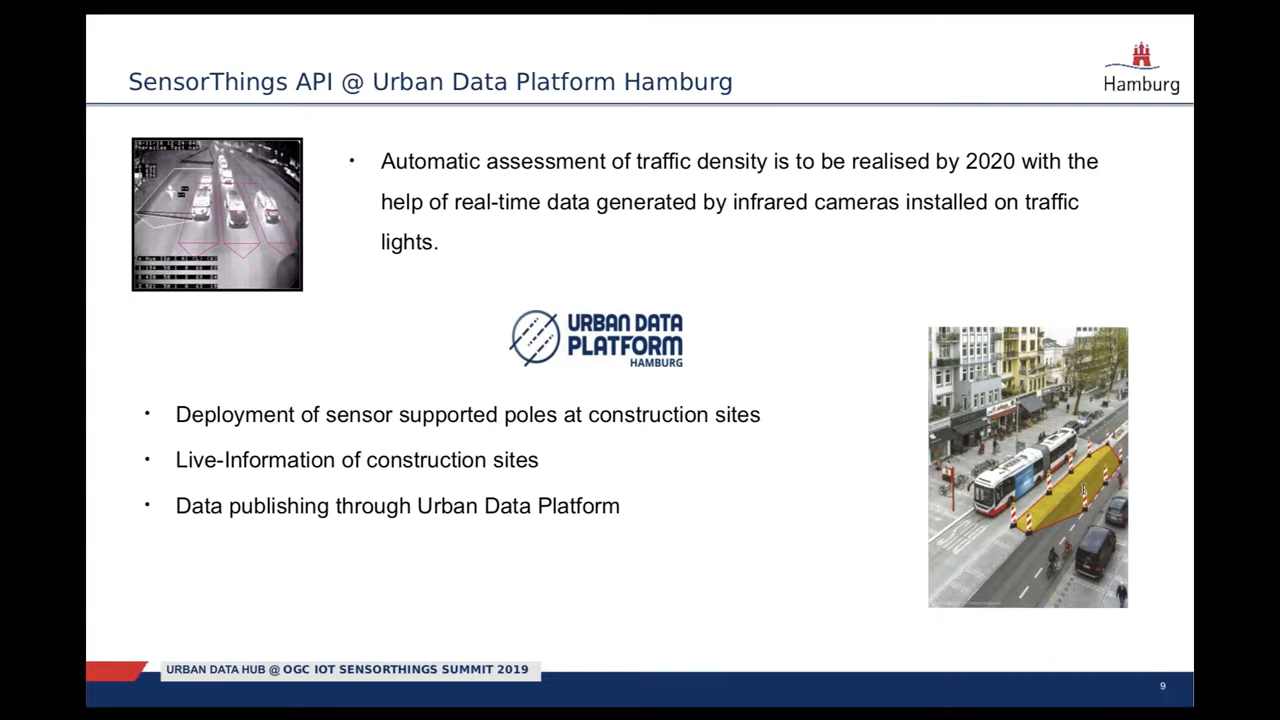 SensorThings API @ Urban Data Platform Hamburg
Hamburg
• Automatic assessment of traffic density is to be realised by 2020 with the
help of real-time data generated by infrared cameras installed on traffic
lights.
URBAN DATA
PLATFORM
HAMBURG
• Deployment of sensor supported poles at construction sites
• Live-Information of construction sites
• Data publishing through Urban Data Platform
URBAN DATA HUB @ OGC IOT SENSORTHINGS SUMMIT 2019
9